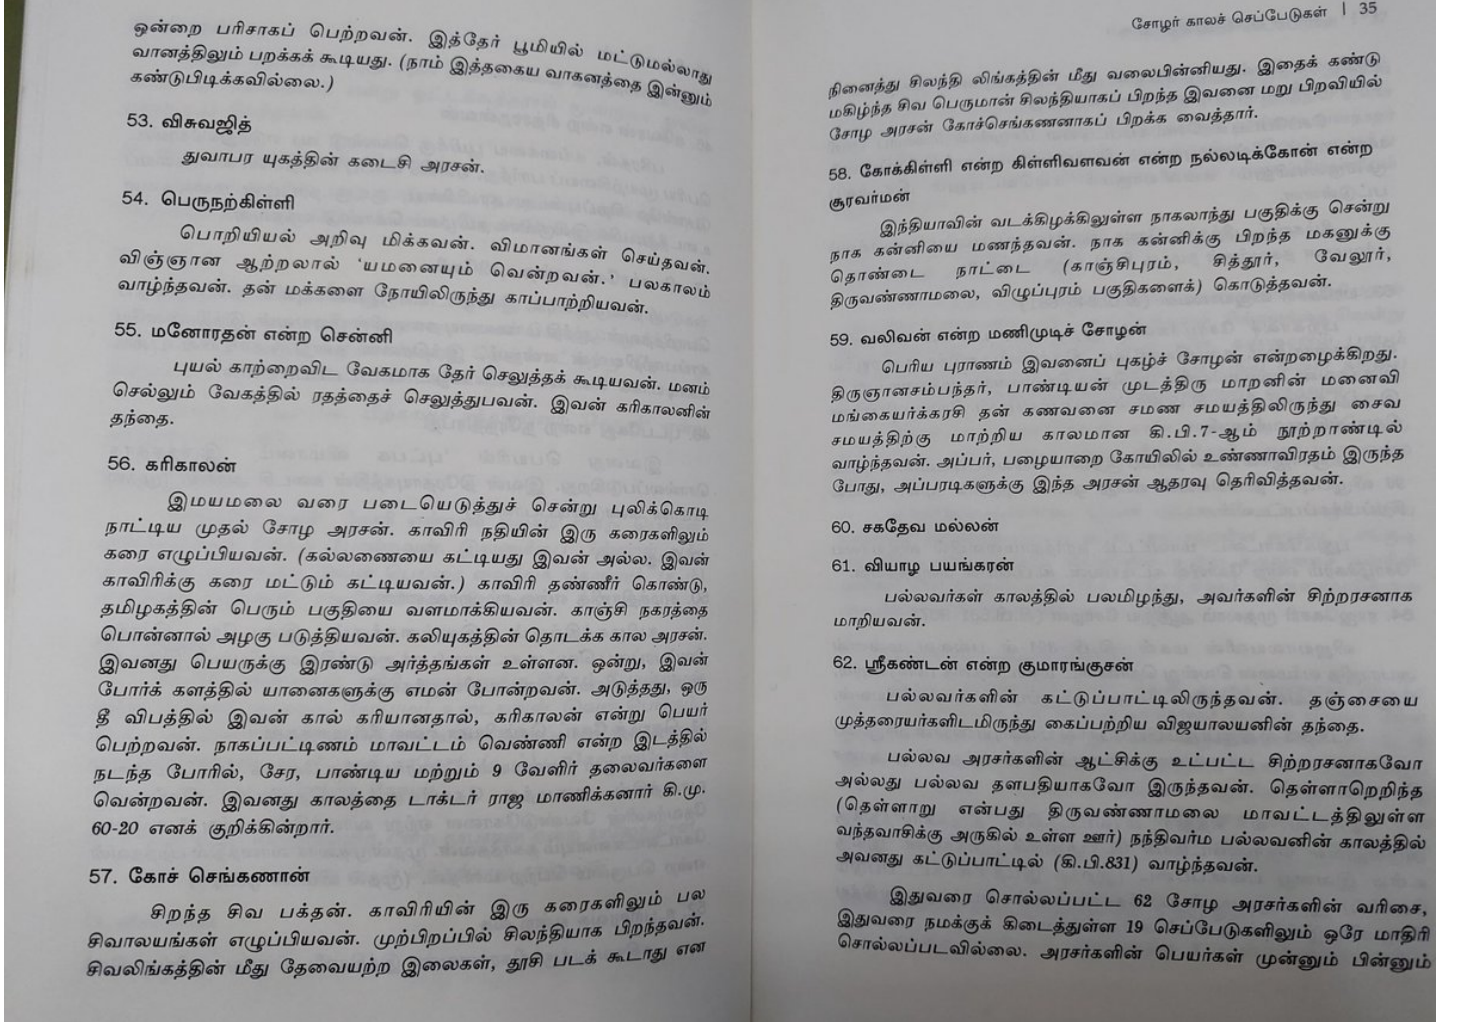 ஒன்றை பரிசாகப் பெற்றவன். இத்தேர் பூமியில் மட்டுமல்லாது
வானத்திலும் பறக்கக் கூடியது. (நாம் இத்தகைய வாகனத்தை இன்னும்
கண்டுபிடிக்கவில்லை.)
53. விசுவஜித்
துவாபர யுகத்தின் கடைசி அரசன்.
54. பெருநற்கிள்ளி
பொறியியல் அறிவு மிக்கவன். விமானங்கள் செய்தவன்.
விஞ்ஞான ஆற்றலால் 'யமனையும் வென்றவன்.' பலகாலம்
வாழ்ந்தவன். தன் மக்களை நோயிலிருந்து காப்பாற்றியவன்.
55. மனோரதன் என்ற சென்னி
புயல் காற்றைவிட வேகமாக தேர் செலுத்தக் கூடியவன். மனம்
செல்லும் வேகத்தில் ரதத்தைச் செலுத்துபவன். இவன் கரிகாலனின்
தந்தை.
56. கரிகாலன்
இமயமலை வரை படையெடுத்துச் சென்று புலிக்கொடி
நாட்டிய முதல் சோழ அரசன். காவிரி நதியின் இரு கரைகளிலும்
கரை எழுப்பியவன். (கல்லணையை கட்டியது இவன் அல்ல. இவன்
காவிரிக்கு கரை மட்டும் கட்டியவன்.) காவிரி தண்ணீர் கொண்டு,
தமிழகத்தின் பெரும் பகுதியை வளமாக்கியவன். காஞ்சி நகரத்தை
பொன்னால் அழகு படுத்தியவன். கலியுகத்தின் தொடக்க கால அரசன்.
இவனது பெயருக்கு இரண்டு அர்த்தங்கள் உள்ளன. ஒன்று, இவன்
போர்க் களத்தில் யானைகளுக்கு எமன் போன்றவன். அடுத்தது, ஒரு
தீ விபத்தில் இவன் கால் கரியானதால், கரிகாலன் என்று பெயர்
பெற்றவன். நாகப்பட்டிணம் மாவட்டம் வெண்ணி என்ற இடத்தில்
நடந்த போரில், சேர, பாண்டிய மற்றும் 9 வேளிர் தலைவர்களை
வென்றவன். இவனது காலத்தை டாக்டர் ராஜ மாணிக்கனார் கி.மு.
60-20 எனக் குறிக்கின்றார்.
57. கோச் செங்கணான்
சிறந்த சிவ பக்தன். காவிரியின் இரு கரைகளிலும் பல
சிவாலயங்கள் எழுப்பியவன். முற்பிறப்பில் சிலந்தியாக பிறந்தவன்.
சிவலிங்கத்தின் மீது தேவையற்ற இலைகள், தூசி படக் கூடாது என
சோழர் காலச் செப்பேடுகள் | 35
நினைத்து சிலந்தி லிங்கத்தின் மீது வலைபின்னியது. இதைக் கண்டு
மகிழ்ந்த சிவ பெருமான் சிலந்தியாகப் பிறந்த இவனை மறு பிறவியில்
சோழ அரசன் கோச்செங்கணனாகப் பிறக்க வைத்தார்.
58. கோக்கிள்ளி என்ற கிள்ளிவளவன் என்ற நல்லடிக்கோன் என்ற
சூரவர்மன்
இந்தியாவின் வடக்கிழக்கிலுள்ள நாகலாந்து பகுதிக்கு சென்று
நாக கன்னியை மணந்தவன். நாக கன்னிக்கு பிறந்த மகனுக்கு
தொண்டை நாட்டை (காஞ்சிபுரம், சித்தூர், வேலூர்,
திருவண்ணாமலை, விழுப்புரம் பகுதிகளைக்) கொடுத்தவன்.
59. வலிவன் என்ற மணிமுடிச் சோழன்
பெரிய புராணம் இவனைப் புகழ்ச் சோழன் என்றழைக்கிறது.
திருஞானசம்பந்தர், பாண்டியன் முடத்திரு மாறனின் மனைவி
மங்கையர்க்கரசி தன் கணவனை சமண சமயத்திலிருந்து சைவ
சமயத்திற்கு மாற்றிய காலமான கி.பி.7-ஆம் நூற்றாண்டில்
வாழ்ந்தவன். அப்பர், பழையாறை கோயிலில் உண்ணாவிரதம் இருந்த
போது, அப்பரடிகளுக்கு இந்த அரசன் ஆதரவு தெரிவித்தவன்.
60. சகதேவ மல்லன்
61. வியாழ பயங்கரன்
பல்லவர்கள் காலத்தில் பலமிழந்து, அவர்களின் சிற்றரசனாக
மாறியவன்.
62. ஸ்ரீகண்டன் என்ற குமாரங்குசன்
பல்லவர்களின் கட்டுப்பாட்டிலிருந்தவன். தஞ்சையை
முத்தரையர்களிடமிருந்து கைப்பற்றிய விஜயாலயனின் தந்தை.
பல்லவ அரசர்களின் ஆட்சிக்கு உட்பட்ட சிற்றரசனாகவோ
அல்லது பல்லவ தளபதியாகவோ இருந்தவன். தெள்ளாறெறிந்த
(தெள்ளாறு என்பது திருவண்ணாமலை மாவட்டத்திலுள்ள
வந்தவாசிக்கு அருகில் உள்ள ஊர்) நந்திவர்ம பல்லவனின் காலத்தில்
அவனது கட்டுப்பாட்டில் (கி.பி.831) வாழ்ந்தவன்.
இதுவரை சொல்லப்பட்ட 62 சோழ அரசர்களின் வரிசை,
இதுவரை நமக்குக் கிடைத்துள்ள 19 செப்பேடுகளிலும் ஒரே மாதிரி
சொல்லப்படவில்லை. அரசர்களின் பெயர்கள் முன்னும் பின்னும்